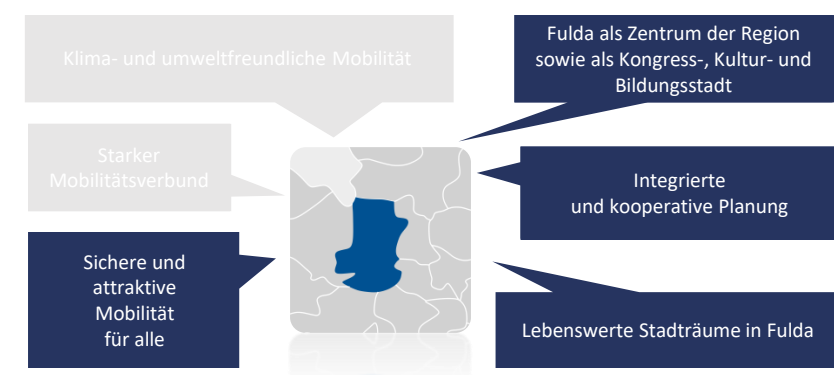 Klima- und umweltfreundliche Mobilität
Fulda als Zentrum der Region
sowie als Kongress-, Kultur- und
Bildungsstadt
Starker
Mobilitätsverbund
Integrierte
und kooperative Planung
Sichere und
attraktive
Mobilität
für alle
Lebenswerte Stadträume in Fulda